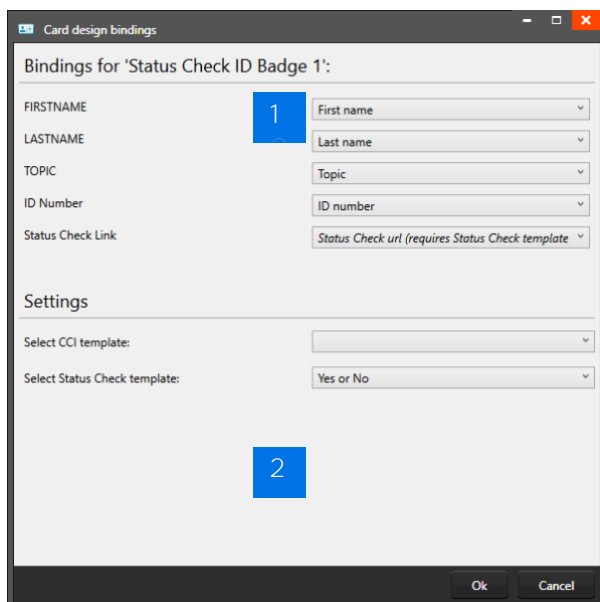 Card design bindings
Bindings for 'Status Check ID Badge 1':
FIRSTNAME
1
First name
LASTNAME
Last name
TOPIC
Topic
ID Number
ID number
Status Check Link
Status Check url (requires Status Check template
Settings
Select CCI template:
Select Status Check template:
Yes or No
2
Ok
Cancel